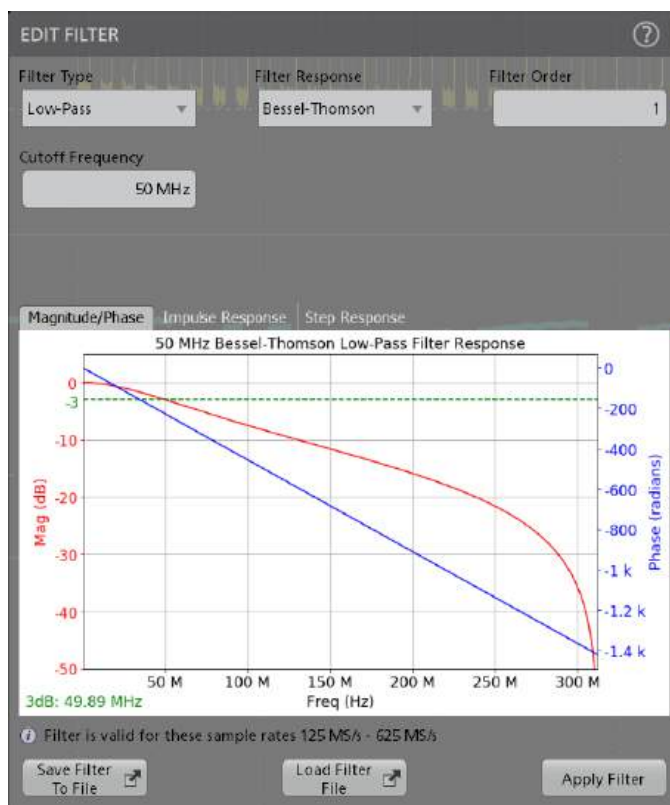 EDIT FILTER
?
Filter Type
Filter Response
Filter Order
Low-Pass
Bessel-Thomson
1
Cutoff Frequency
50 MHz
Magnitude/Phase
Impulse Response
Step Response
50 MHz Bessel-Thomson Low-Pass Filter Response
0
-3
-10
-20
-30
-40
-50
Mag (dB)
0
-200
-400
-600
-800
-1 k
-1.2 k
-1.4 k
Phase (radians)
50 M
100 M
150 M
200 M
250 M
300 M
3dB: 49.89 MHz
Freq (Hz)
i Filter is valid for these sample rates 125 MS/s - 625 MS/s
Save Filter
To File
Load Filter
File
Apply Filter